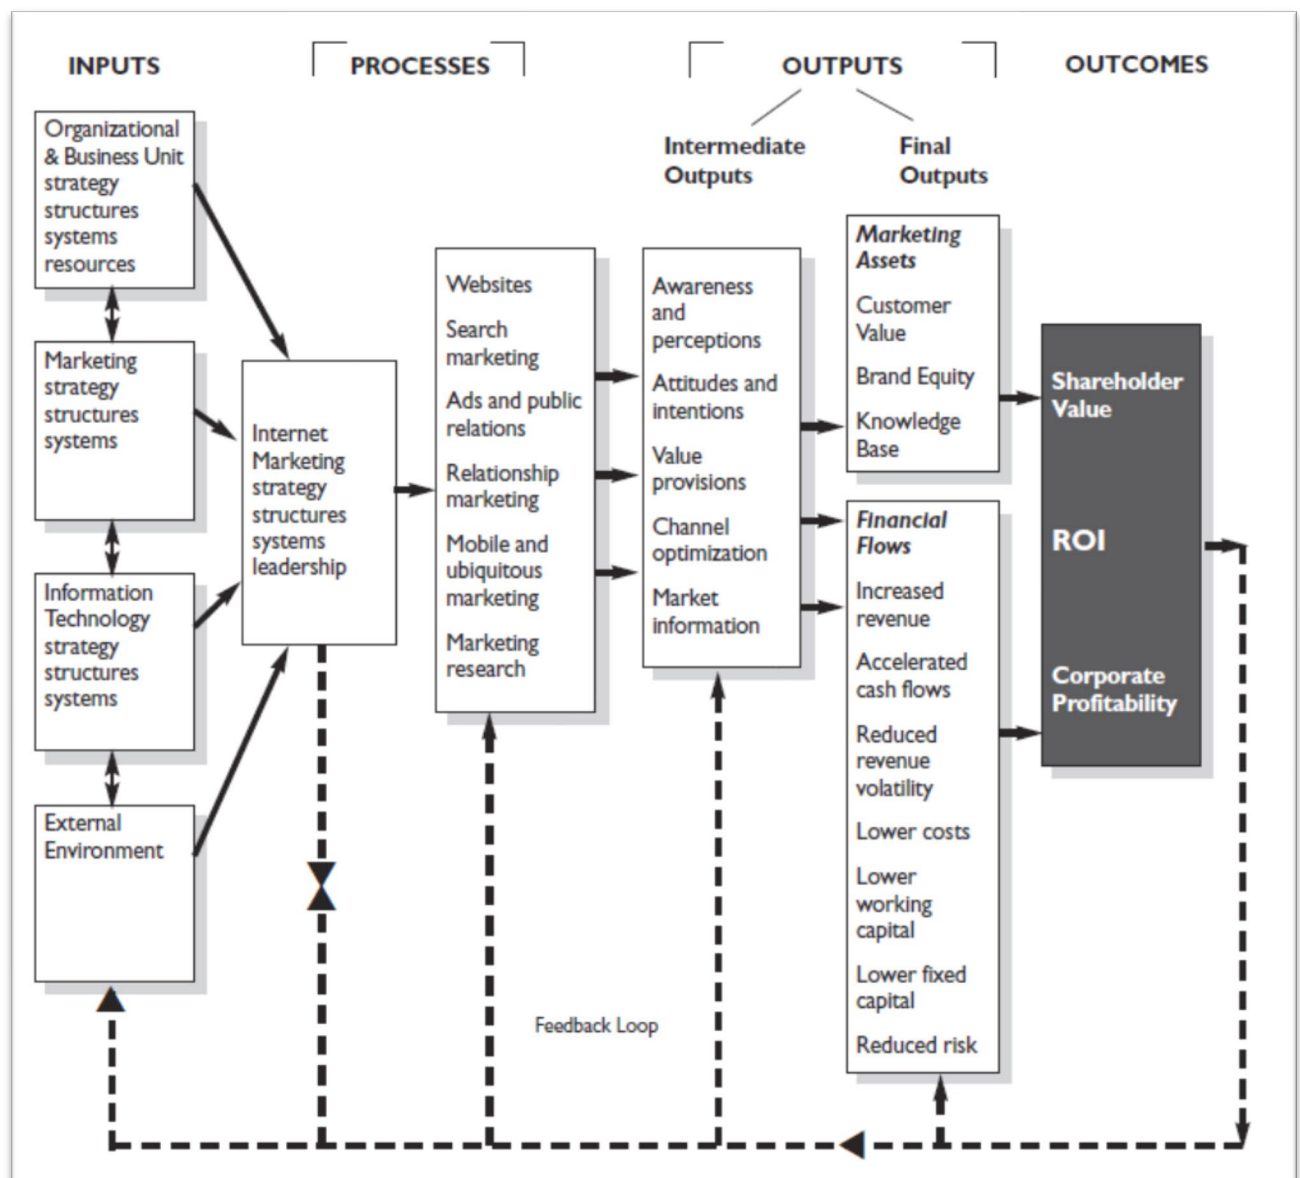 INPUTS
PROCESSES
OUTPUTS
OUTCOMES
Intermediate
Outputs
Final
Outputs
Organizational
& Business Unit
strategy
structures
systems
resources
Marketing
strategy
structures
systems
Information
Technology
strategy
structures
systems
External
Environment
Internet
Marketing
strategy
structures
systems
leadership
Websites
Search
marketing
Ads and public
relations
Relationship
marketing
Mobile and
ubiquitous
marketing
Marketing
research
Awareness
and
perceptions
Attitudes and
intentions
Value
provisions
Channel
optimization
Market
information
Marketing
Assets
Customer
Value
Brand Equity
Knowledge
Base
Financial
Flows
Increased
revenue
Accelerated
cash flows
Reduced
revenue
volatility
Lower costs
Lower
working
capital
Lower fixed
capital
Reduced risk
Shareholder
Value
ROI
Corporate
Profitability
Feedback Loop